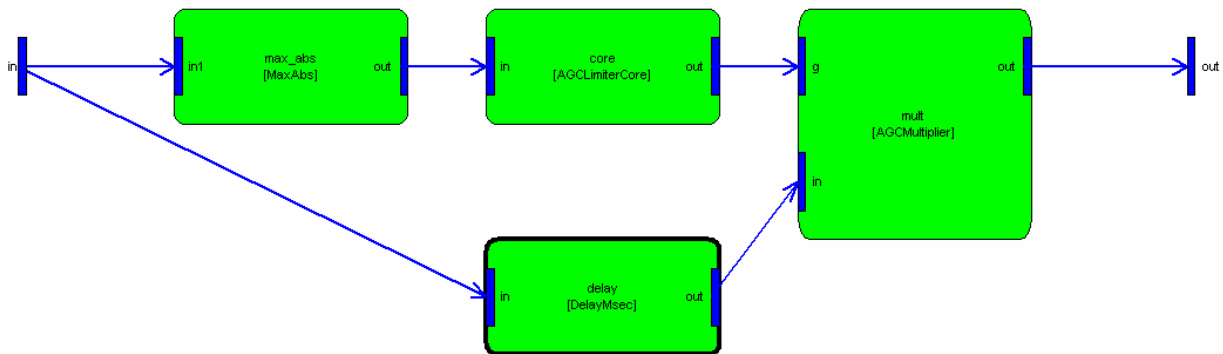 in
in1
max_abs
[MaxAbs]
out
in
core
[AGCLimiterCore]
out
g
in
mult
[AGCMultiplier]
out
out
in
delay
[DelayMsec]
out